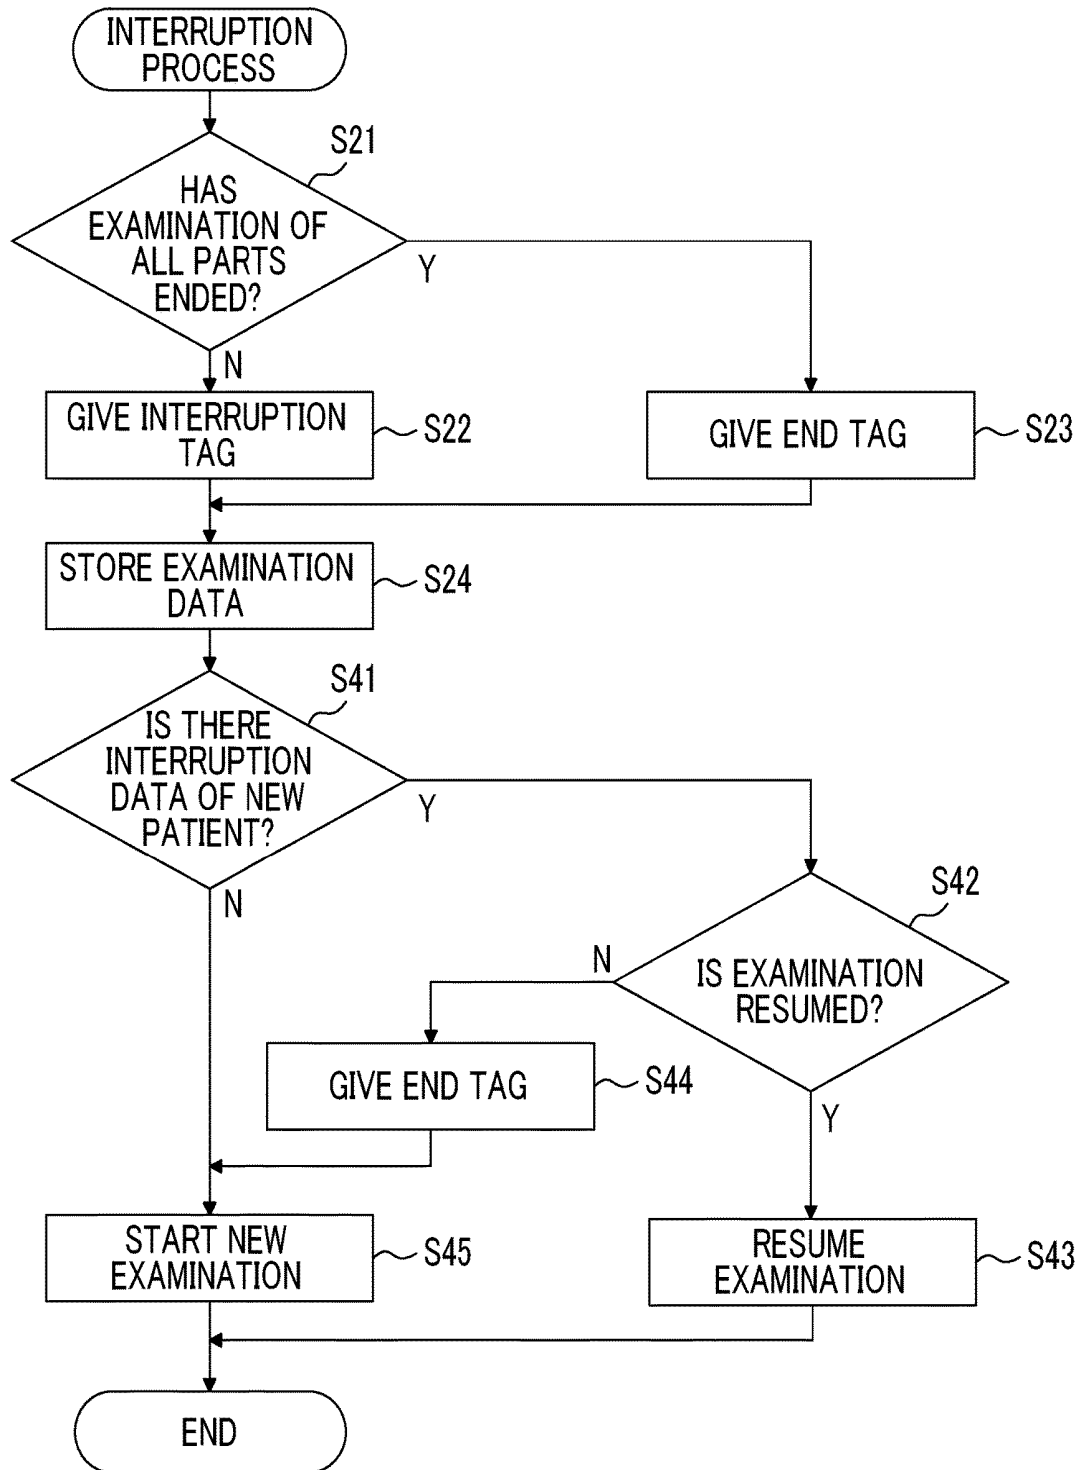 INTERRUPTION
PROCESS
S21
HAS
EXAMINATION OF
ALL PARTS
ENDED?
Y
N
GIVE INTERRUPTION
TAG
S22
GIVE END TAG
S23
STORE EXAMINATION
DATA
S24
S41
IS THERE
INTERRUPTION
DATA OF NEW
PATIENT?
Y
N
S42
IS EXAMINATION
RESUMED?
N
Y
GIVE END TAG
S44
START NEW
EXAMINATION
S45
RESUME
EXAMINATION
S43
END